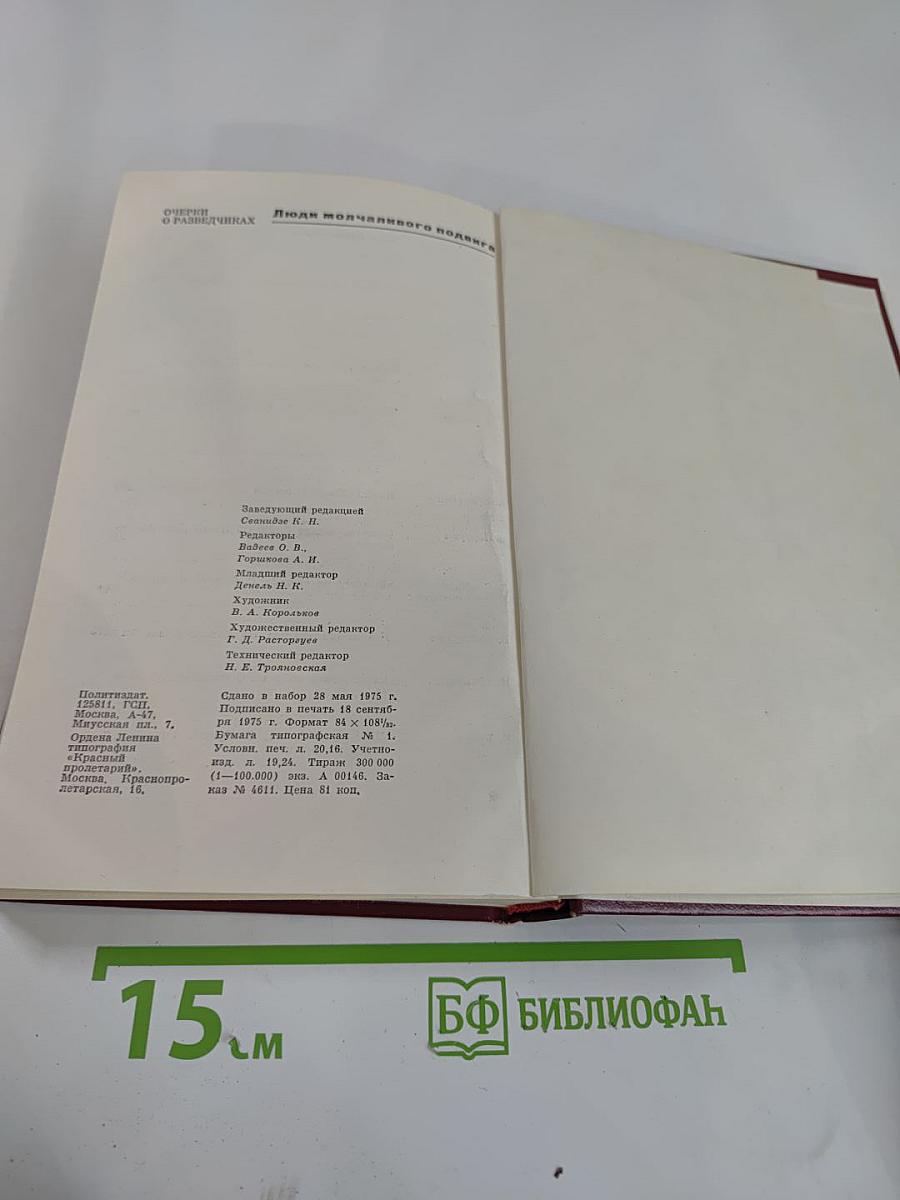 ОЧЕРКИ
О РАЗВЕДЧИКАХ
Люди молчаливого подвига
Заведующий редакцией
Сванидзе К. Н.
Редакторы
Вадеев О. В.,
Горшкова А. И.
Младший редактор
Денель Н. К.
Художник
В. А. Корольков
Художественный редактор
Г. Д. Расторгуев
Технический редактор
Н. Е. Трояновская
Политиздат.
125811, ГСП,
Москва, А-47,
Миусская пл., 7.
Ордена Ленина
типография
«Красный
пролетарий».
Москва, Краснопро-
летарская, 16.
Сдано в набор 28 мая 1975 г.
Подписано в печать 18 сентяб-
ря 1975 г. Формат 84 × 108¹/₃₂.
Бумага типографская № 1.
Условн. печ. л. 20,16. Учетно-
изд. л. 19,24. Тираж 300 000
(1—100.000) экз. А 00146. За-
каз № 4611. Цена 81 коп.
15 см
БФ БИБЛИОФАН